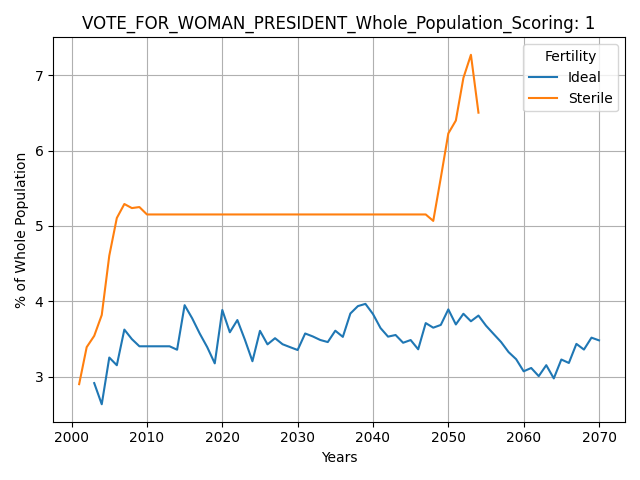 VOTE_FOR_WOMAN_PRESIDENT_Whole_Population_Scoring: 1
Fertility
Ideal
Sterile
% of Whole Population
7
6
5
4
3
2000 2010 2020 2030 2040 2050 2060 2070
Years